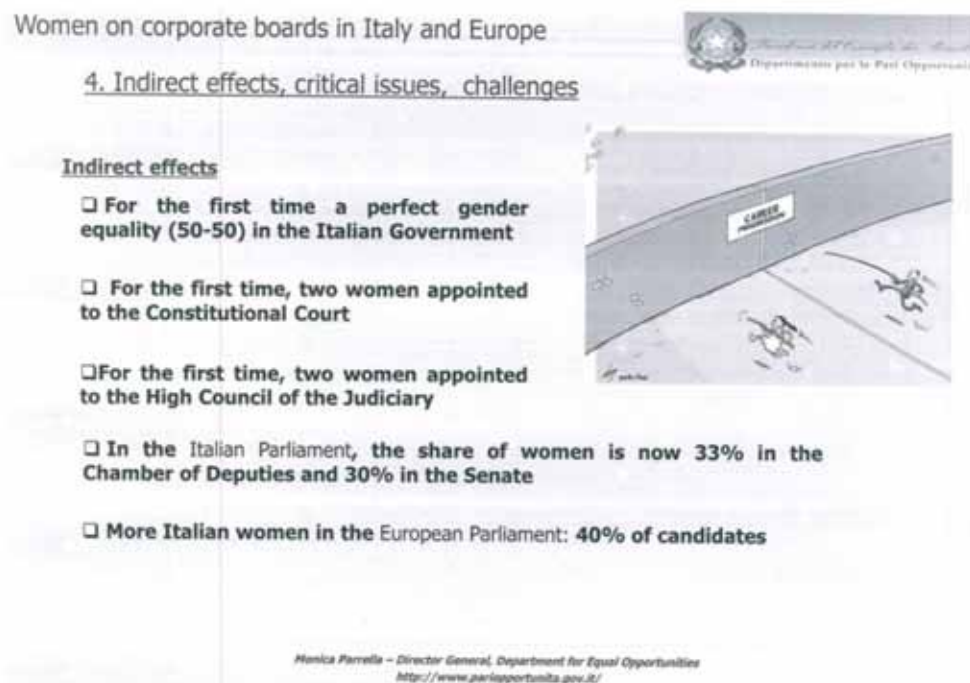 Women on corporate boards in Italy and Europe
Dipartimento per le Pari Opportunità
4. Indirect effects, critical issues, challenges
Indirect effects
❑ For the first time a perfect gender
equality (50-50) in the Italian Government
❑ For the first time, two women appointed
to the Constitutional Court
❑For the first time, two women appointed
to the High Council of the Judiciary
❑ In the Italian Parliament, the share of women is now 33% in the
Chamber of Deputies and 30% in the Senate
❑ More Italian women in the European Parliament: 40% of candidates
CAREER
PROGRESSION
Monica Parrella – Director General, Department for Equal Opportunities
http://www.pariopportunita.gov.it/